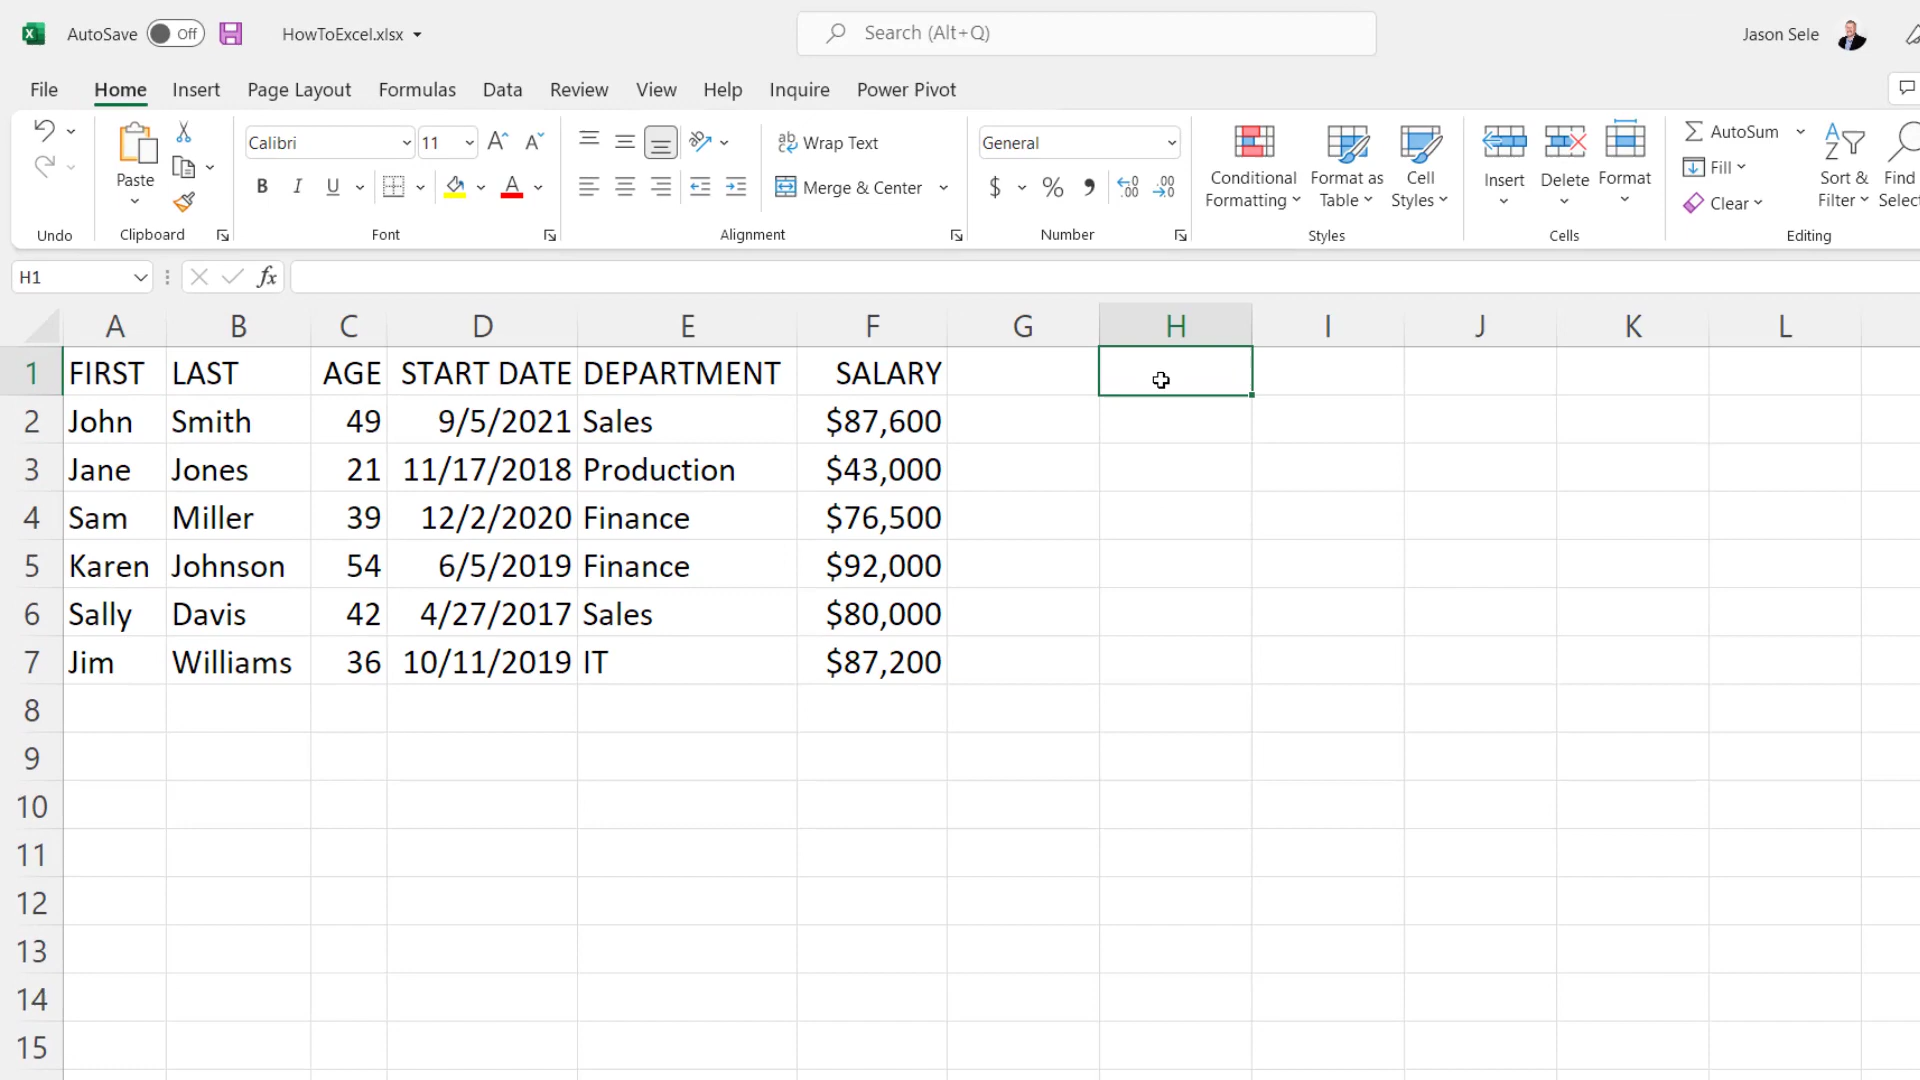 AutoSave Off HowToExcel.xlsx Search (Alt+Q) Jason Sele
File Home Insert Page Layout Formulas Data Review View Help Inquire Power Pivot
Calibri 11 Wrap Text General AutoSum
Paste Conditional Formatting Format as Table Cell Styles Insert Delete Format Fill Sort & Filter Find
B I U A Merge & Center $ % Clear
Undo Clipboard Font Alignment Number Styles Cells Editing
H1 fx
A B C D E F G H I J K L
1 FIRST LAST AGE START DATE DEPARTMENT SALARY
2 John Smith 49 9/5/2021 Sales $87,600
3 Jane Jones 21 11/17/2018 Production $43,000
4 Sam Miller 39 12/2/2020 Finance $76,500
5 Karen Johnson 54 6/5/2019 Finance $92,000
6 Sally Davis 42 4/27/2017 Sales $80,000
7 Jim Williams 36 10/11/2019 IT $87,200
8
9
10
11
12
13
14
15